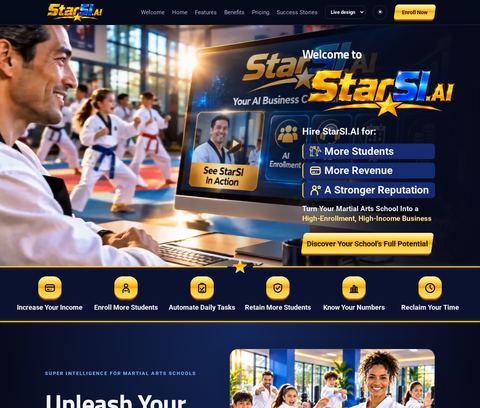 StarSI.AI
Welcome
Home
Features
Benefits
Pricing
Success Stories
Live design
Enroll Now
Welcome to
StarSI.AI
StarSI
Your AI Business C
See StarSI
In Action
AI
Enrollment
Hire StarSI.AI for:
More Students
More Revenue
A Stronger Reputation
Turn Your Martial Arts School Into a
High-Enrollment, High-Income Business
Discover Your School's Full Potential
Increase Your Income
Enroll More Students
Automate Daily Tasks
Retain More Students
Know Your Numbers
Reclaim Your Time
SUPER INTELLIGENCE FOR MARTIAL ARTS SCHOOLS
Unleash Your